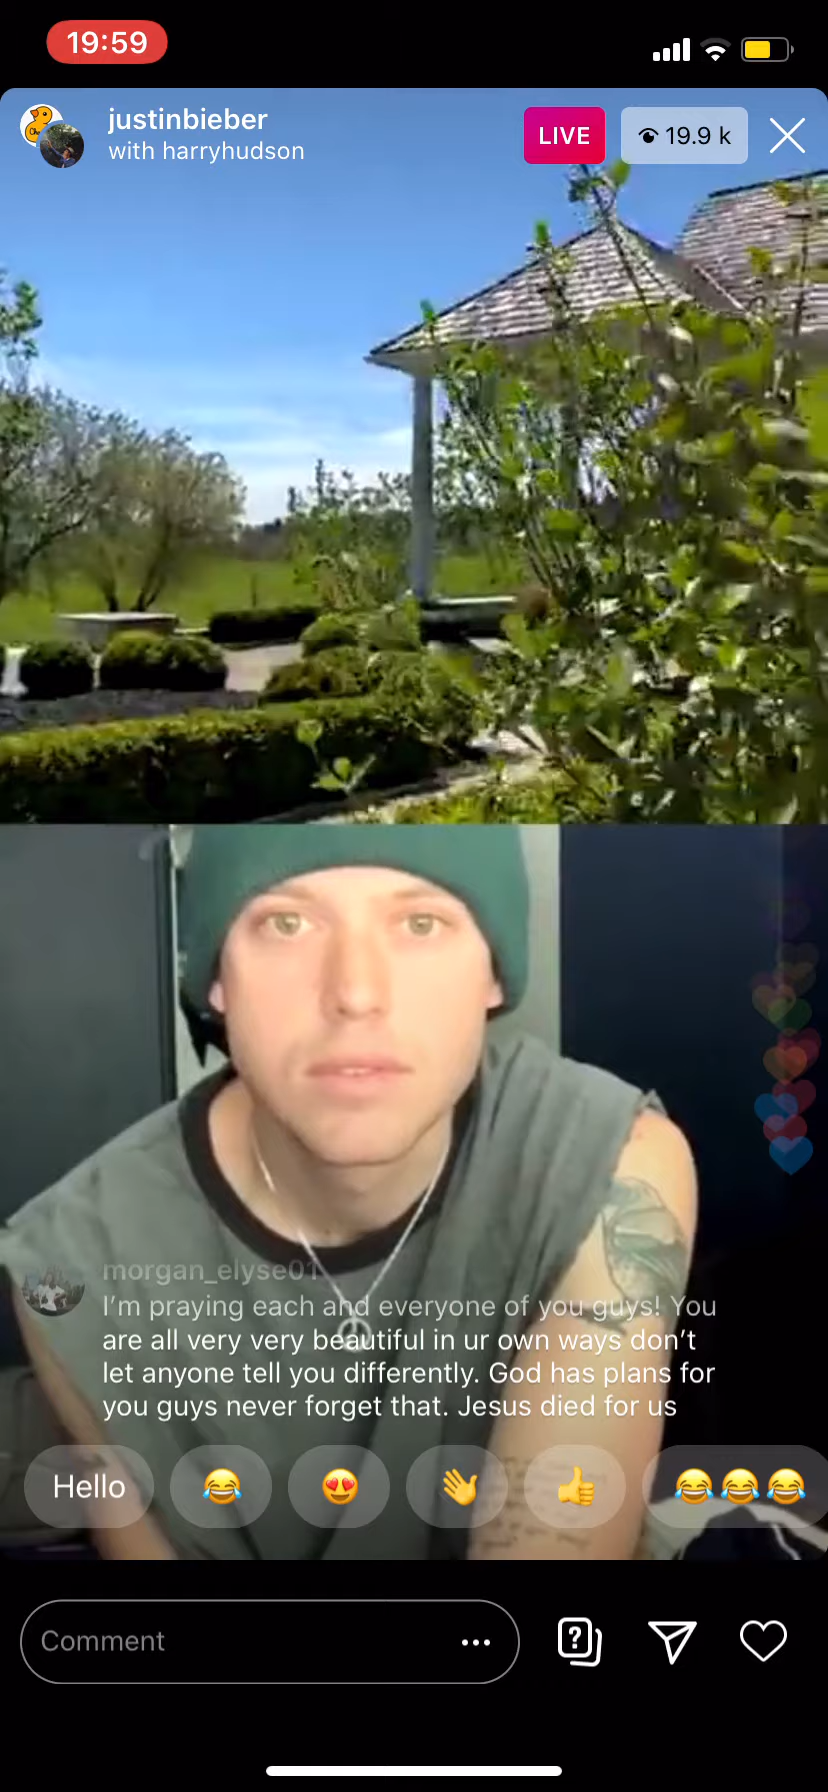 19:59
justinbieber
with harryhudson
LIVE
19.9 k
morgan_elyse01
I'm praying each and everyone of you guys! You
are all very very beautiful in ur own ways don't
let anyone tell you differently. God has plans for
you guys never forget that. Jesus died for us
Hello 😂 😍 👋 👍 😂😂😂
Comment